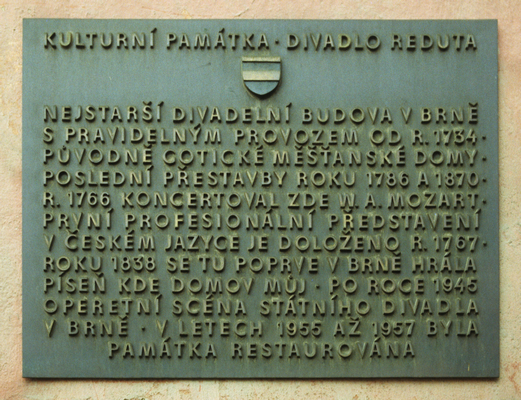 KULTURNÍ PAMÁTKA · DIVADLO REDUTA
NEJSTARŠÍ DIVADELNÍ BUDOVA V BRNĚ
S PRAVIDELNÝM PROVOZEM OD R. 1734·
PŮVODNĚ GOTICKÉ MĚŠŤANSKÉ DOMY·
POSLEDNÍ PŘESTAVBY ROKU 1786 A 1870·
R. 1766 KONCERTOVAL ZDE W. A. MOZART·
PRVNÍ PROFESIONÁLNÍ PŘEDSTAVENÍ
V ČESKÉM JAZYCE JE DOLOŽENO R. 1767·
ROKU 1838 SE TU POPRVE V BRNĚ HRÁLA
PÍSEŇ KDE DOMOV MŮJ · PO ROCE 1945
OPERETNÍ SCÉNA STÁTNÍHO DIVADLA
V BRNĚ · V LETECH 1955 AŽ 1957 BYLA
PAMÁTKA RESTAUROVÁNA